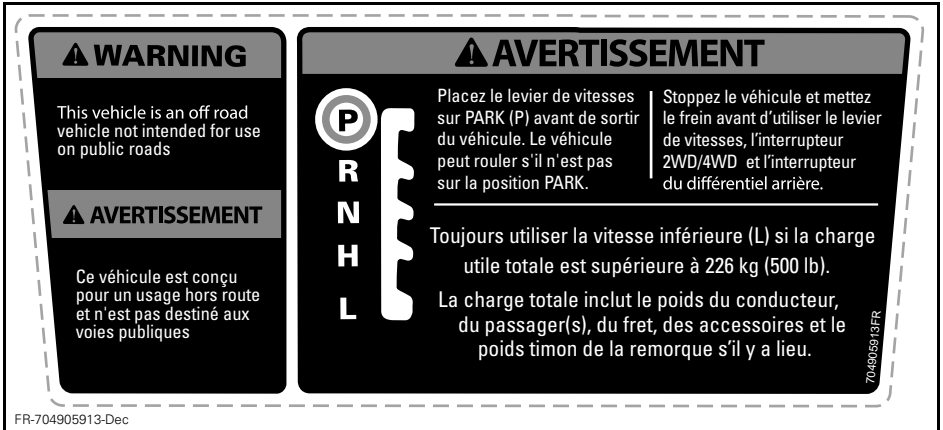 WARNING
This vehicle is an off road
vehicle not intended for use
on public roads
AVERTISSEMENT
Ce véhicule est conçu
pour un usage hors route
et n'est pas destiné aux
voies publiques
AVERTISSEMENT
P
R
N
H
L
Placez le levier de vitesses
sur PARK (P) avant de sortir
du véhicule. Le véhicule
peut rouler s'il n'est pas
sur la position PARK.
Stoppez le véhicule et mettez
le frein avant d'utiliser le levier
de vitesses, l'interrupteur
2WD/4WD et l'interrupteur
du différentiel arrière.
Toujours utiliser la vitesse inférieure (L) si la charge
utile totale est supérieure à 226 kg (500 lb).
La charge totale inclut le poids du conducteur,
du passager(s), du fret, des accessoires et le
poids timon de la remorque s'il y a lieu.
704905913FR
FR-704905913-Dec